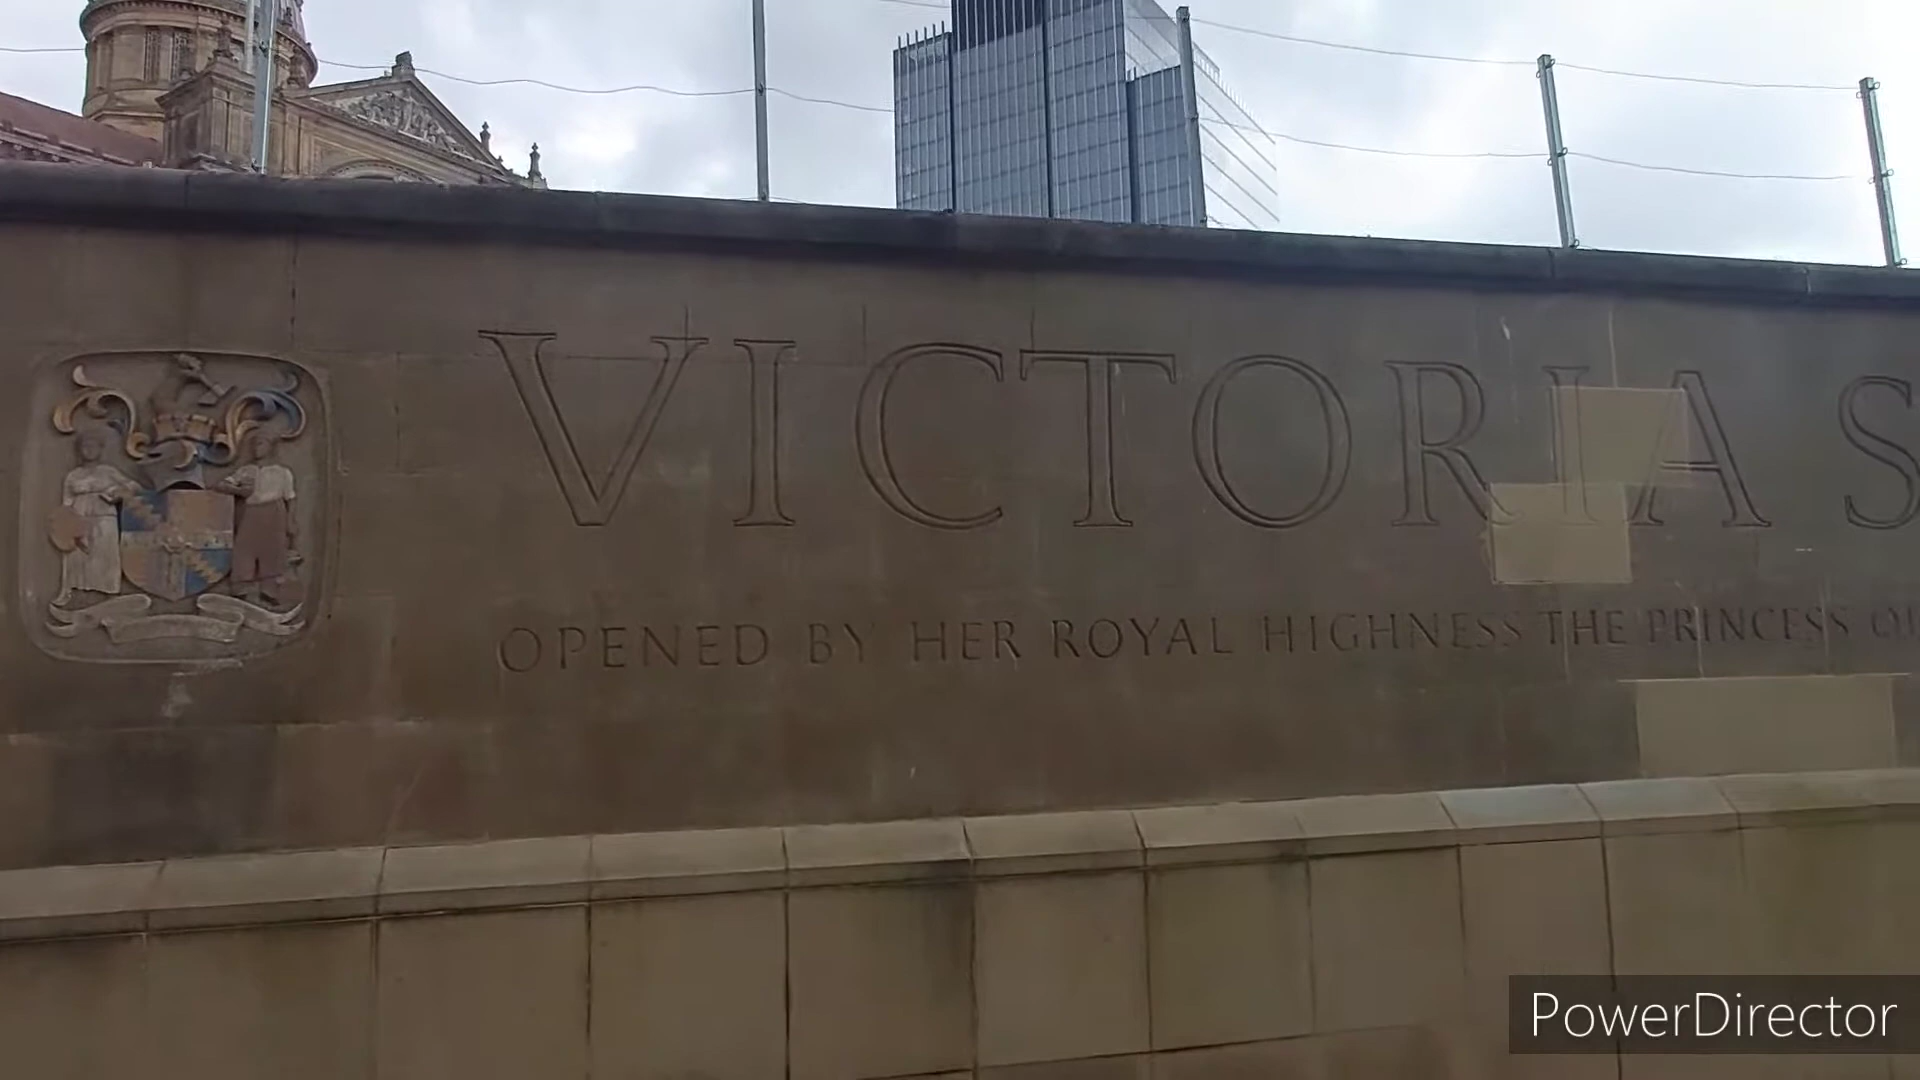 VICTORIA S
OPENED BY HER ROYAL HIGHNESS THE PRINCESS
PowerDirector